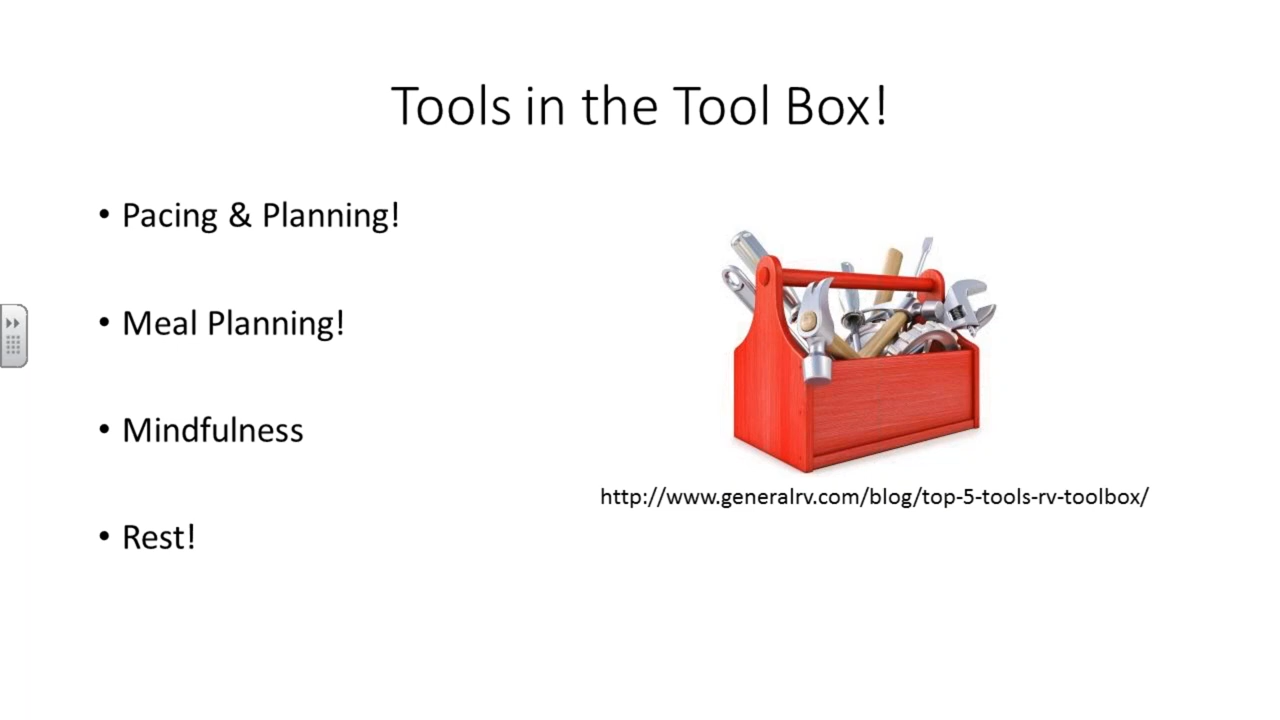 Tools in the Tool Box!
• Pacing & Planning!
• Meal Planning!
• Mindfulness
• Rest!
http://www.generalrv.com/blog/top-5-tools-rv-toolbox/